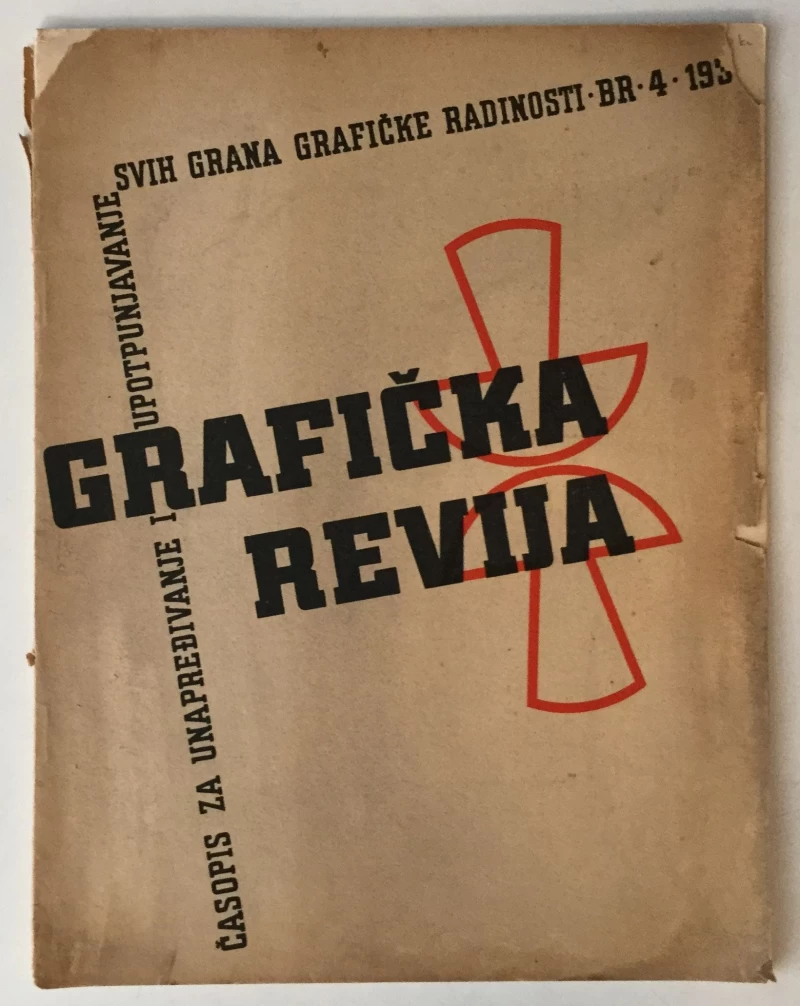 ČASOPIS ZA UNAPREĐIVANJE I UPOTPUNJAVANJE
SVIH GRANA GRAFIČKE RADINOSTI · BR · 4 ·
GRAFIČKA
REVIJA